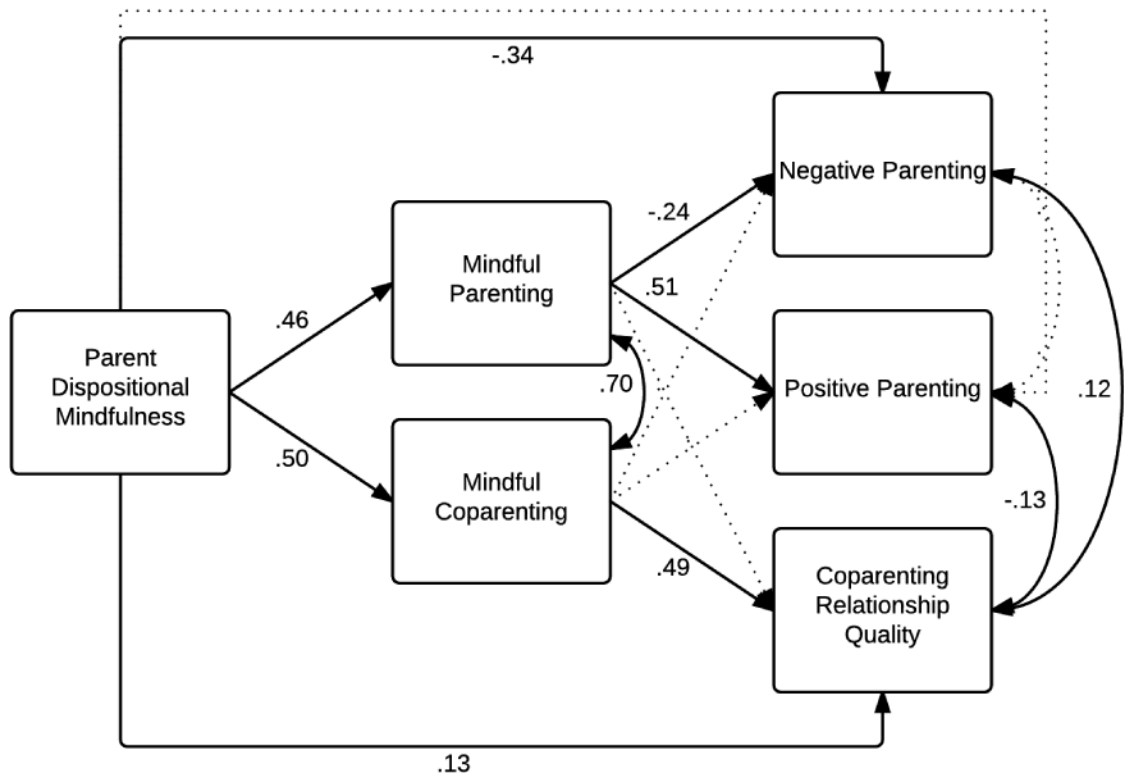 -.34
Negative Parenting
-.24
Mindful
Parenting
.51
.46
Parent
Dispositional
Mindfulness
.70
Positive Parenting
.12
.50
Mindful
Coparenting
-.13
.49
Coparenting
Relationship
Quality
.13